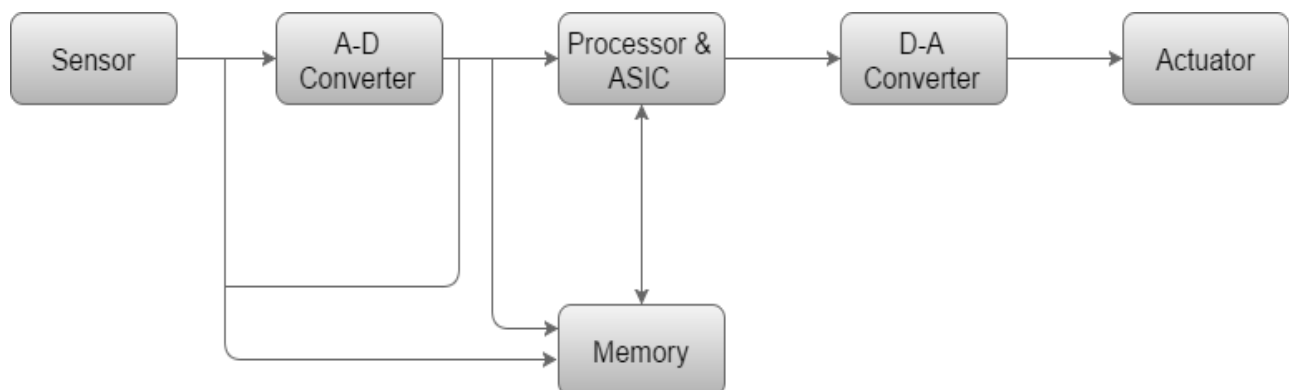 Sensor
A-D
Converter
Processor &
ASIC
D-A
Converter
Actuator
Memory